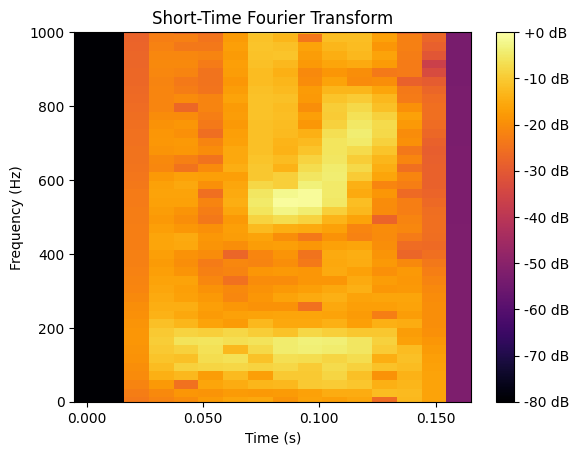 Short-Time Fourier Transform
Frequency (Hz)
1000
800
600
400
200
0
0.000
0.050
0.100
0.150
Time (s)
+0 dB
-10 dB
-20 dB
-30 dB
-40 dB
-50 dB
-60 dB
-70 dB
-80 dB